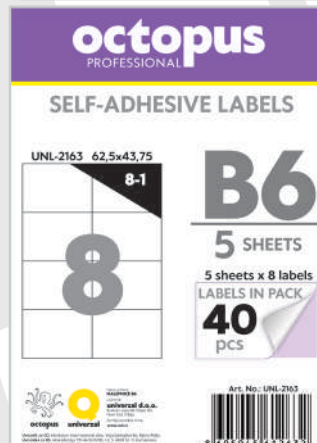 octopus
PROFESSIONAL
SELF-ADHESIVE LABELS
UNL-2163 62,5x43,75
8-1
8
B6
5 SHEETS
5 sheets x 8 labels
LABELS IN PACK
40
pcs
octopus
universal
universal d.o.o.
Art. No.: UNL-2163